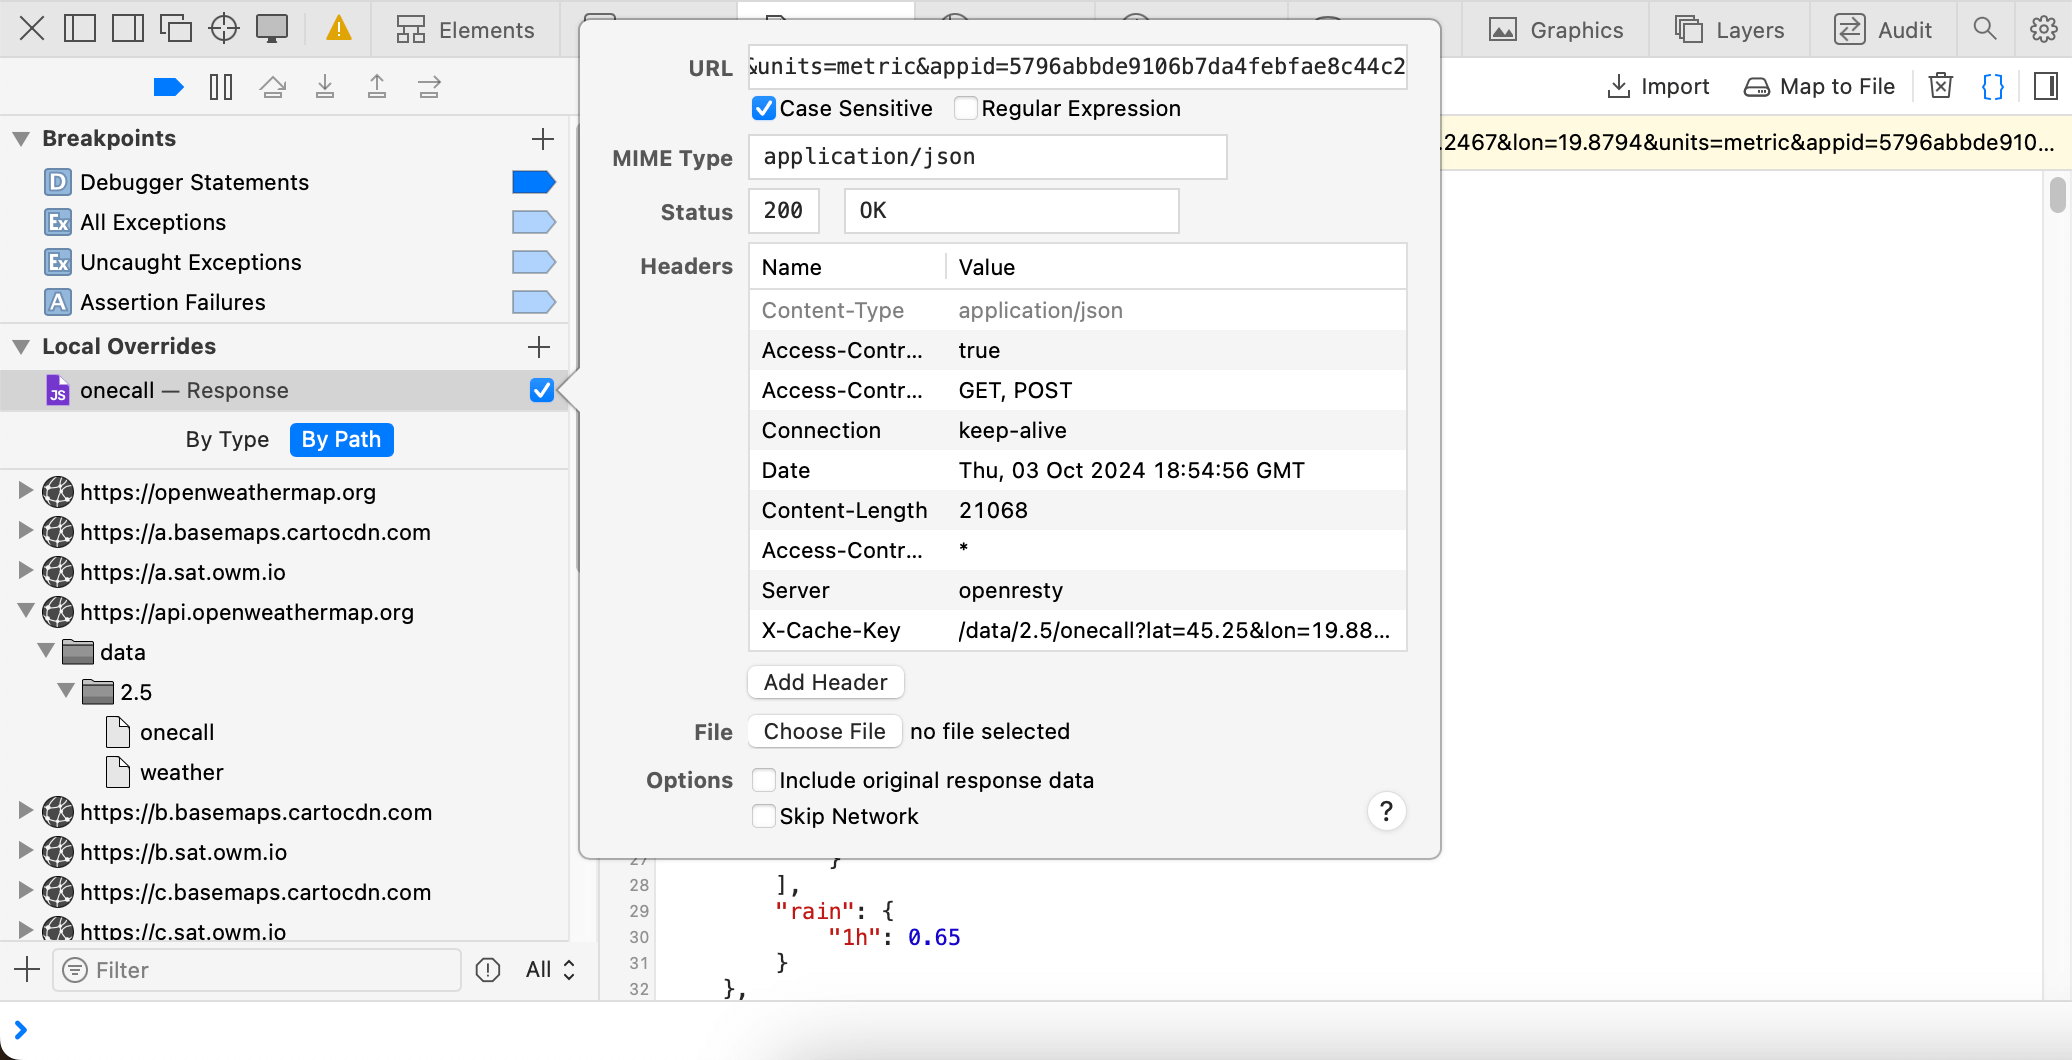 Elements
Graphics
Layers
Audit
Import
Map to File
Breakpoints
D Debugger Statements
Ex All Exceptions
Ex Uncaught Exceptions
A Assertion Failures
Local Overrides
JS onecall — Response
By Type By Path
https://openweathermap.org
https://a.basemaps.cartocdn.com
https://a.sat.owm.io
https://api.openweathermap.org
data
2.5
onecall
weather
https://b.basemaps.cartocdn.com
https://b.sat.owm.io
https://c.basemaps.cartocdn.com
https://c.sat.owm.io
Filter
All
URL &units=metric&appid=5796abbde9106b7da4febfae8c44c2
Case Sensitive Regular Expression
MIME Type application/json
Status 200 OK
Headers Name Value
Content-Type application/json
Access-Contr... true
Access-Contr... GET, POST
Connection keep-alive
Date Thu, 03 Oct 2024 18:54:56 GMT
Content-Length 21068
Access-Contr... *
Server openresty
X-Cache-Key /data/2.5/onecall?lat=45.25&lon=19.88...
Add Header
File Choose File no file selected
Options Include original response data
Skip Network
?
.2467&lon=19.8794&units=metric&appid=5796abbde910...
27 }
28 ],
29 "rain": {
30 "1h": 0.65
31 }
32 },